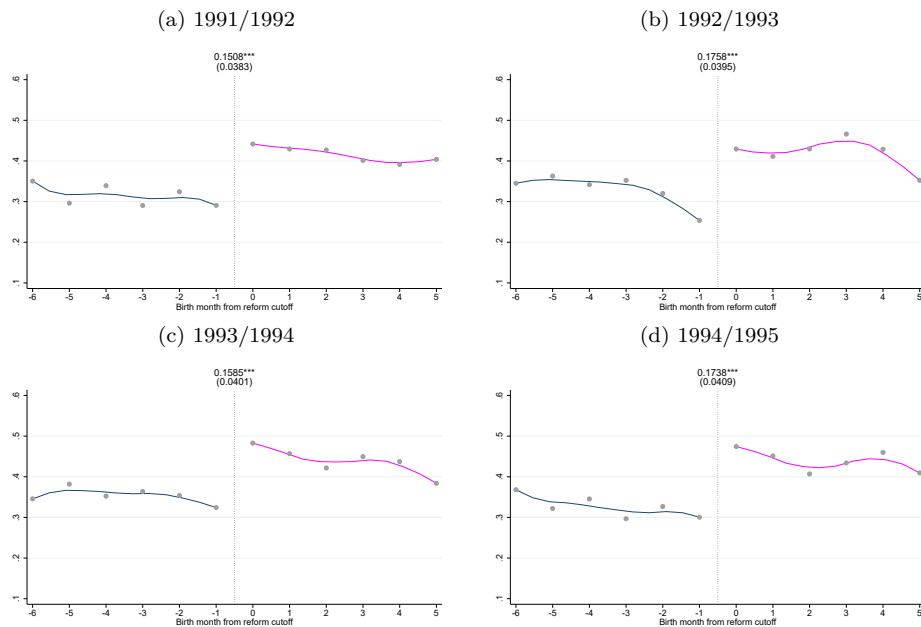 (a) 1991/1992
0.1508***
(0.0383)
.6
.5
.4
.3
.2
.1
-6 -5 -4 -3 -2 -1 0 1 2 3 4 5
Birth month from reform cutoff
(b) 1992/1993
0.1758***
(0.0395)
.6
.5
.4
.3
.2
.1
-6 -5 -4 -3 -2 -1 0 1 2 3 4 5
Birth month from reform cutoff
(c) 1993/1994
0.1585***
(0.0401)
.6
.5
.4
.3
.2
.1
-6 -5 -4 -3 -2 -1 0 1 2 3 4 5
Birth month from reform cutoff
(d) 1994/1995
0.1738***
(0.0409)
.6
.5
.4
.3
.2
.1
-6 -5 -4 -3 -2 -1 0 1 2 3 4 5
Birth month from reform cutoff